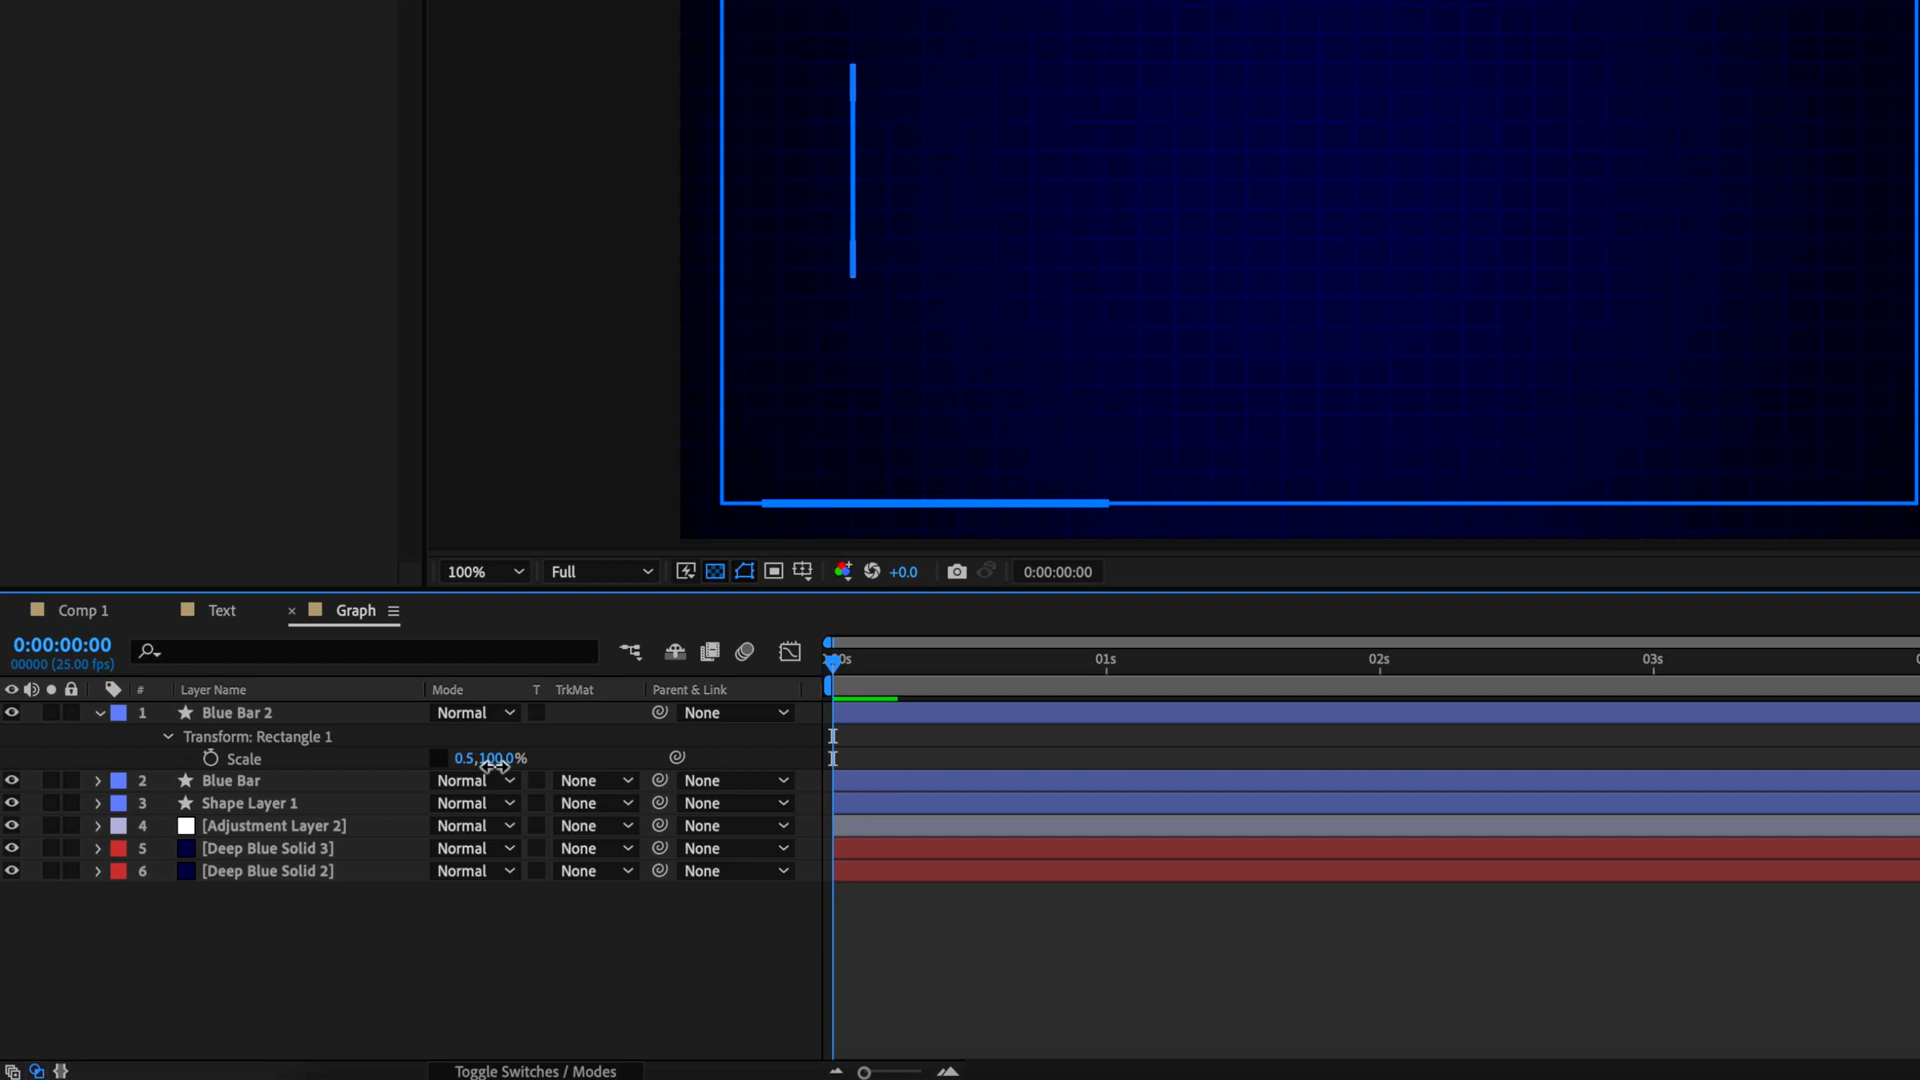 100% Full +0.0 0:00:00:00
Comp 1 Text × Graph
0:00:00:00
00000 (25.00 fps)
00s 01s 02s 03s
# Layer Name Mode T TrkMat Parent & Link
1 Blue Bar 2 Normal None
Transform: Rectangle 1
Scale 0.5,100.0%
2 Blue Bar Normal None None
3 Shape Layer 1 Normal None None
4 [Adjustment Layer 2] Normal None None
5 [Deep Blue Solid 3] Normal None None
6 [Deep Blue Solid 2] Normal None None
Toggle Switches / Modes